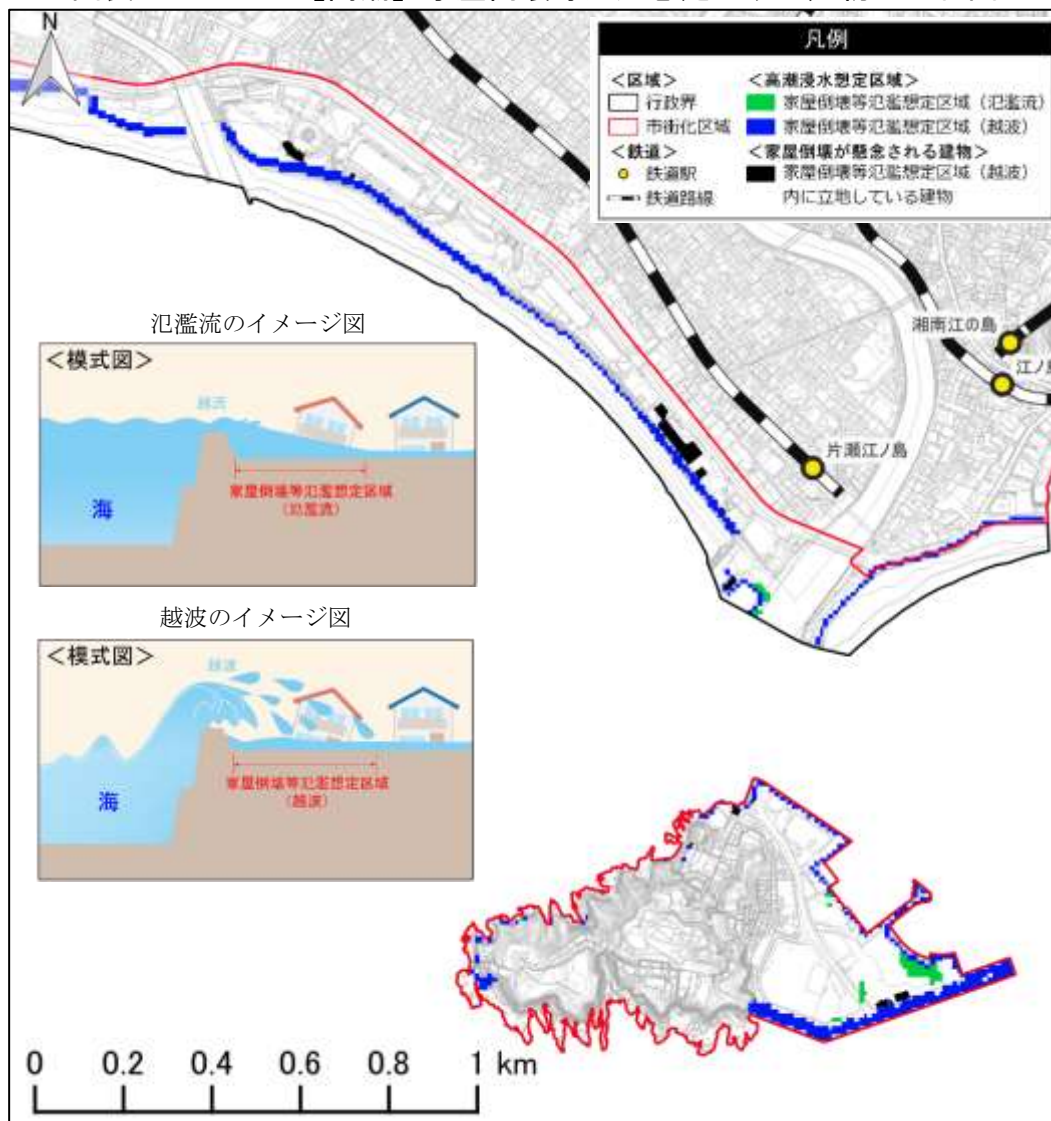 N
凡例
<区域>
行政界
市街化区域
<鉄道>
鉄道駅
鉄道路線
<高潮浸水想定区域>
家屋倒壊等氾濫想定区域（氾濫流）
家屋倒壊等氾濫想定区域（越波）
<家屋倒壊が懸念される建物>
家屋倒壊等氾濫想定区域（越波）
内に立地している建物
湘南江の島
江ノ島
片瀬江ノ島
氾濫流のイメージ図
<模式図>
越流
海
家屋倒壊等氾濫想定区域
（氾濫流）
越波のイメージ図
<模式図>
越波
海
家屋倒壊等氾濫想定区域
（越波）
0 0.2 0.4 0.6 0.8 1 km